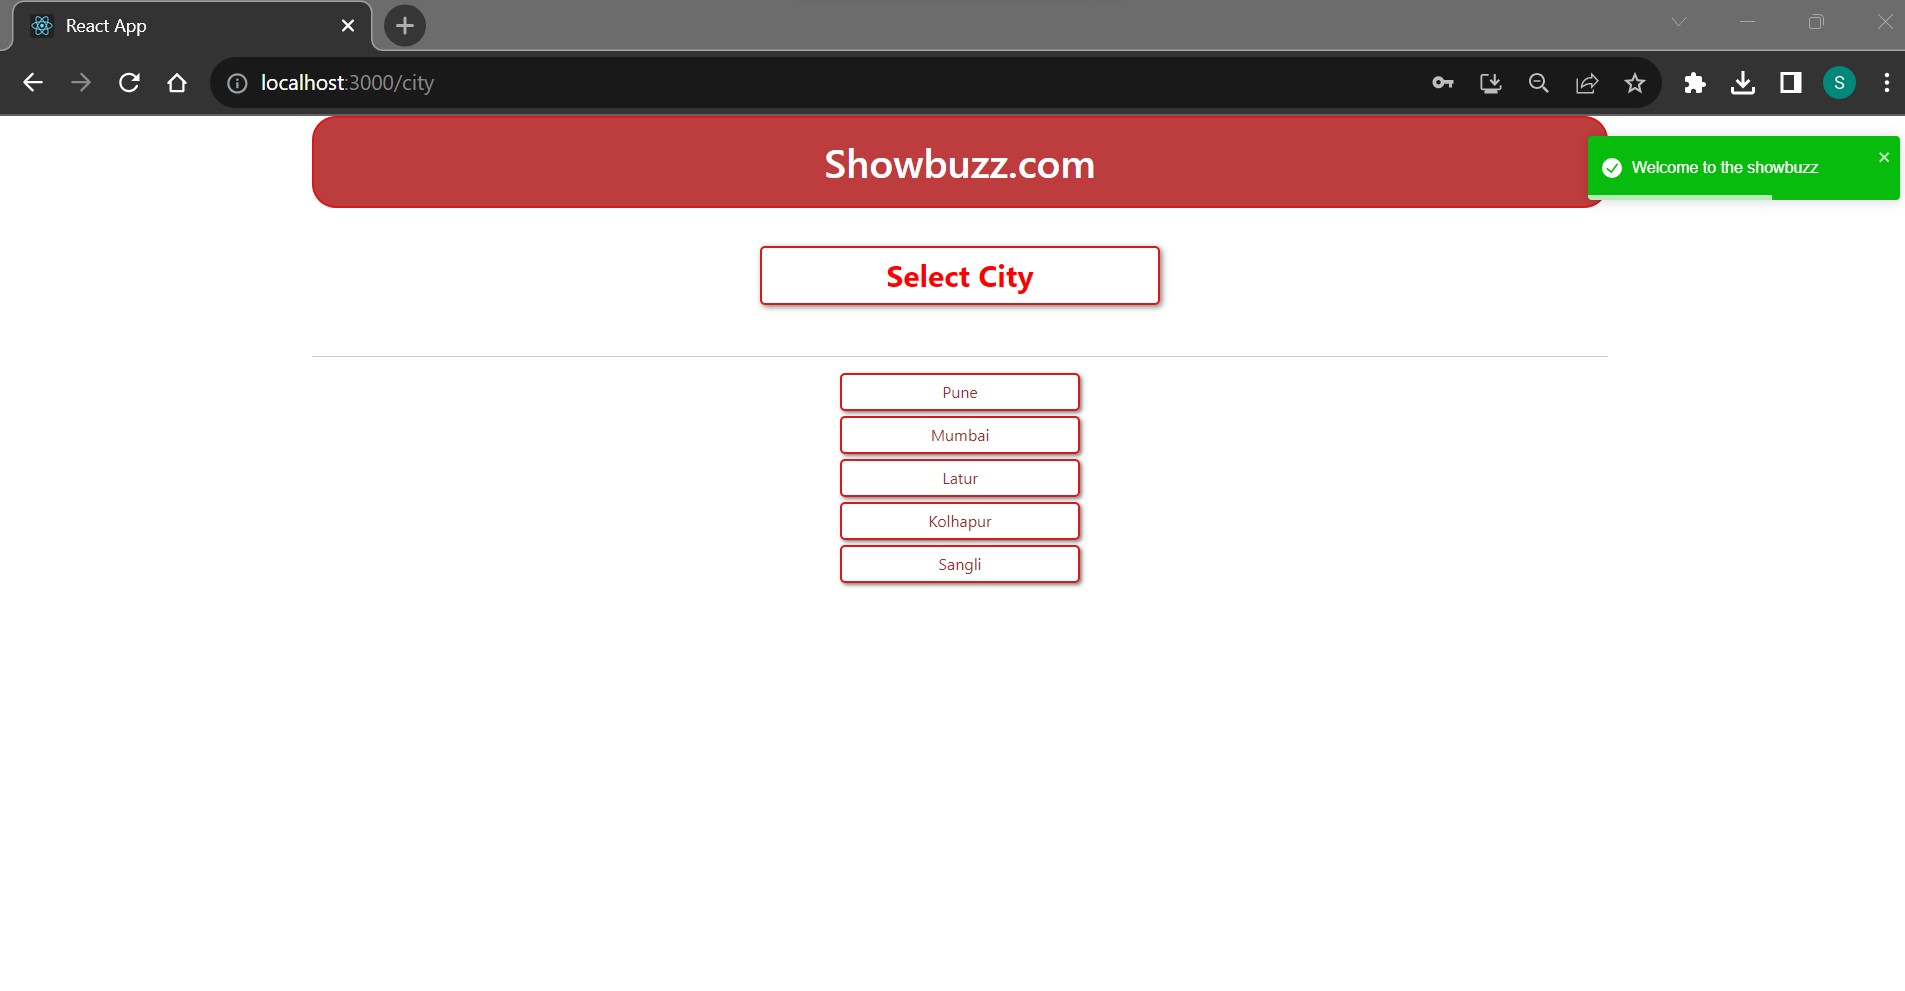 React App
localhost:3000/city
S
Showbuzz.com
Welcome to the showbuzz
Select City
Pune
Mumbai
Latur
Kolhapur
Sangli